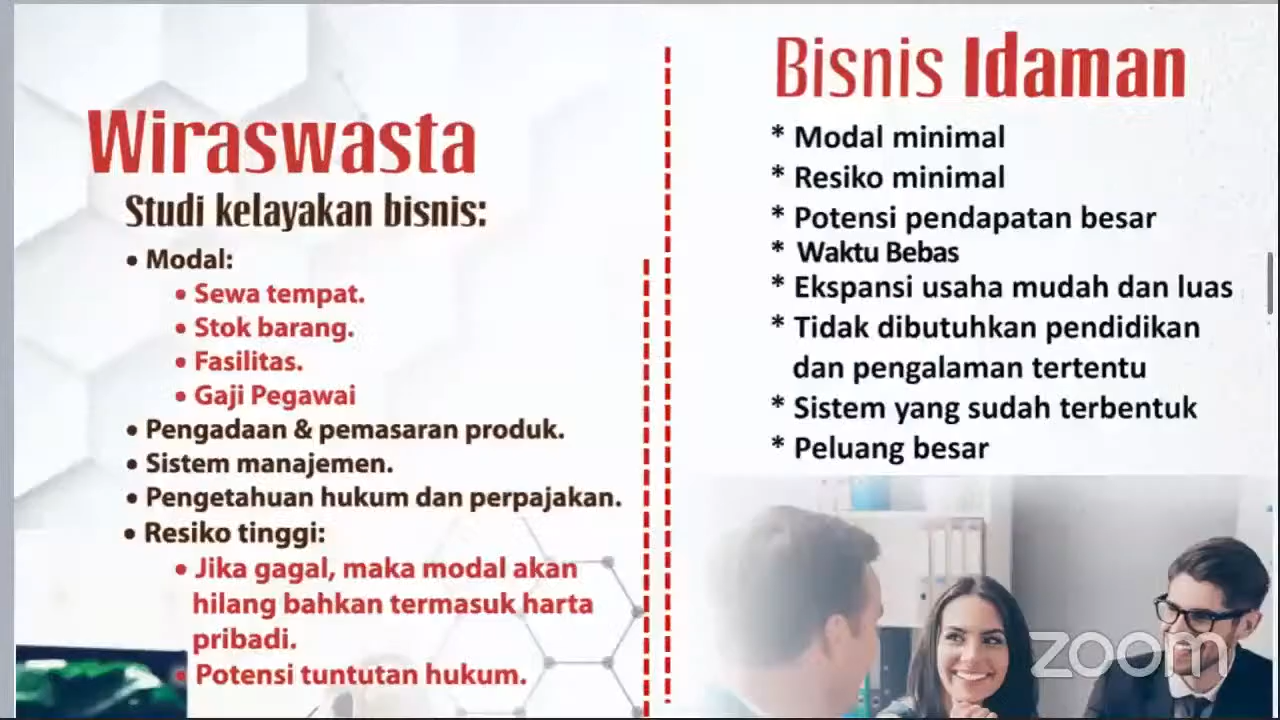 Wiraswasta
Studi kelayakan bisnis:
• Modal:
• Sewa tempat.
• Stok barang.
• Fasilitas.
• Gaji Pegawai
• Pengadaan & pemasaran produk.
• Sistem manajemen.
• Pengetahuan hukum dan perpajakan.
• Resiko tinggi:
• Jika gagal, maka modal akan
hilang bahkan termasuk harta
pribadi.
• Potensi tuntutan hukum.
Bisnis Idaman
* Modal minimal
* Resiko minimal
* Potensi pendapatan besar
* Waktu Bebas
* Ekspansi usaha mudah dan luas
* Tidak dibutuhkan pendidikan
dan pengalaman tertentu
* Sistem yang sudah terbentuk
* Peluang besar
zoom